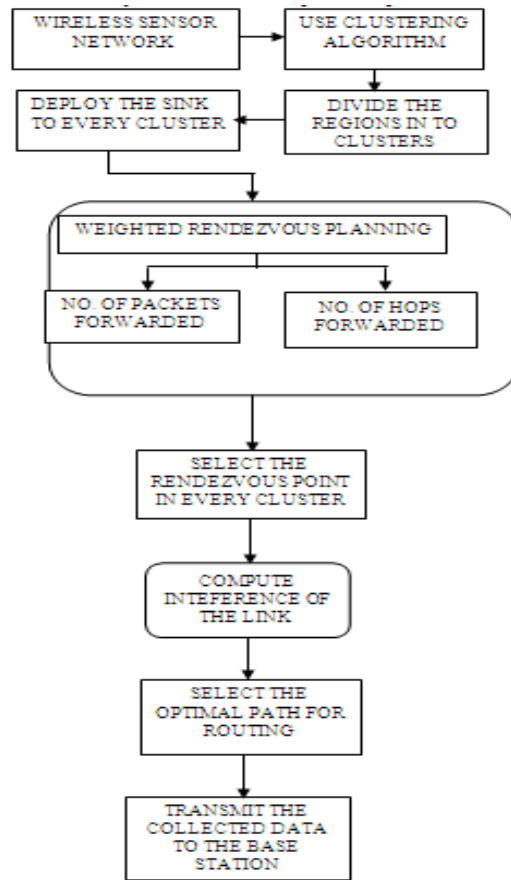 WIRELESS SENSOR
NETWORK
USE CLUSTERING
ALGORITHM
DEPLOY THE SINK
TO EVERY CLUSTER
DIVIDE THE
REGIONS IN TO
CLUSTERS
WEIGHTED RENDEZVOUS PLANNING
NO. OF PACKETS
FORWARDED
NO. OF HOPS
FORWARDED
SELECT THE
RENDEZVOUS POINT
IN EVERY CLUSTER
COMPUTE
INTEFERENCE OF
THE LINK
SELECT THE
OPTIMAL PATH FOR
ROUTING
TRANSMIT THE
COLLECTED DATA
TO THE BASE
STATION